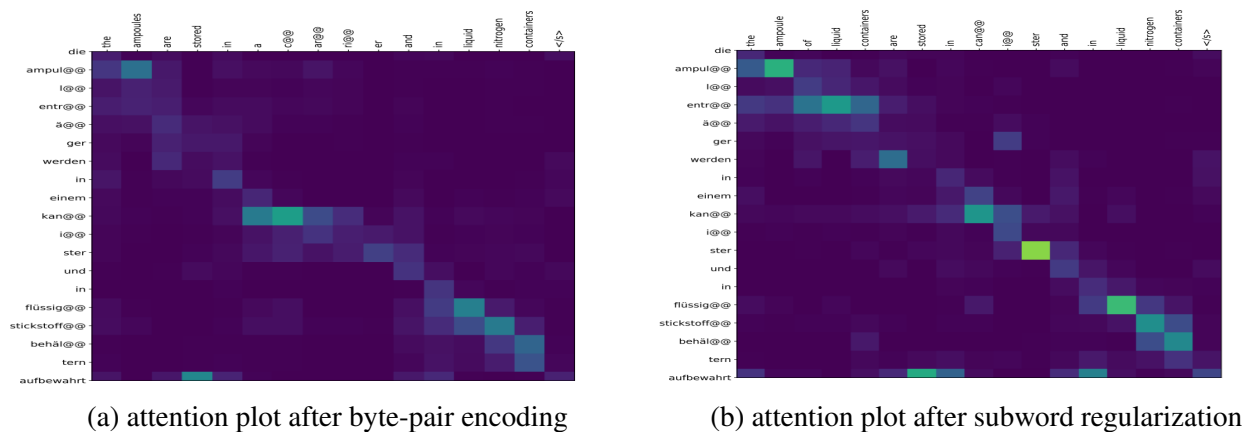 the ampoules are stored in a c@@ ar@@ ri@@ er and in liquid nitrogen containers </s>
die
ampul@@
l@@
entr@@
ã@@
ger
werden
in
einem
kan@@
i@@
ster
und
in
flüssig@@
stickstoff@@
behäl@@
tern
aufbewahrt
(a) attention plot after byte-pair encoding
the ampoule of liquid containers are stored in can@@ i@@ ster and in liquid nitrogen containers </s>
die
ampul@@
l@@
entr@@
ã@@
ger
werden
in
einem
kan@@
i@@
ster
und
in
flüssig@@
stickstoff@@
behäl@@
tern
aufbewahrt
(b) attention plot after subword regularization